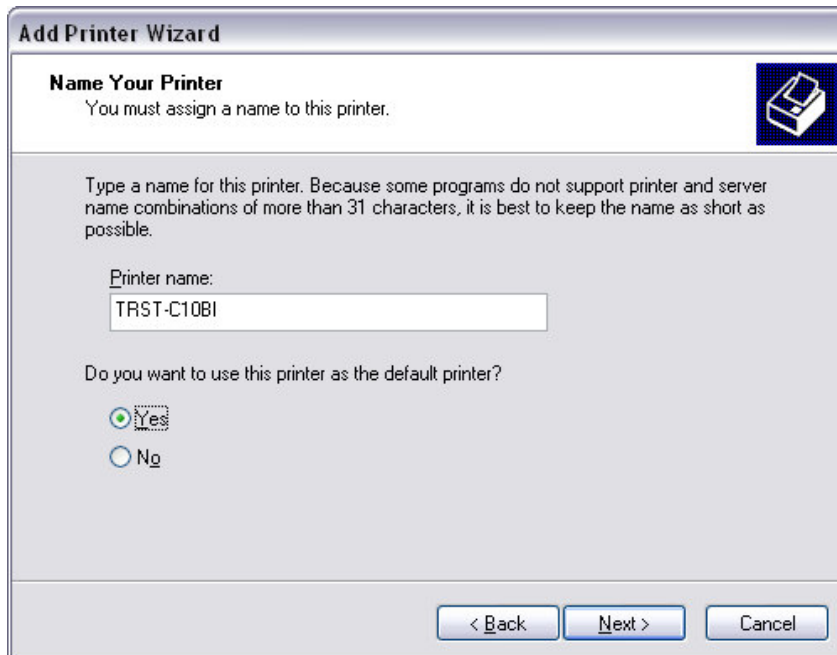 Add Printer Wizard
Name Your Printer
You must assign a name to this printer.
Type a name for this printer. Because some programs do not support printer and server
name combinations of more than 31 characters, it is best to keep the name as short as
possible.
Printer name:
TRST-C10BI
Do you want to use this printer as the default printer?
Yes
No
< Back Next > Cancel